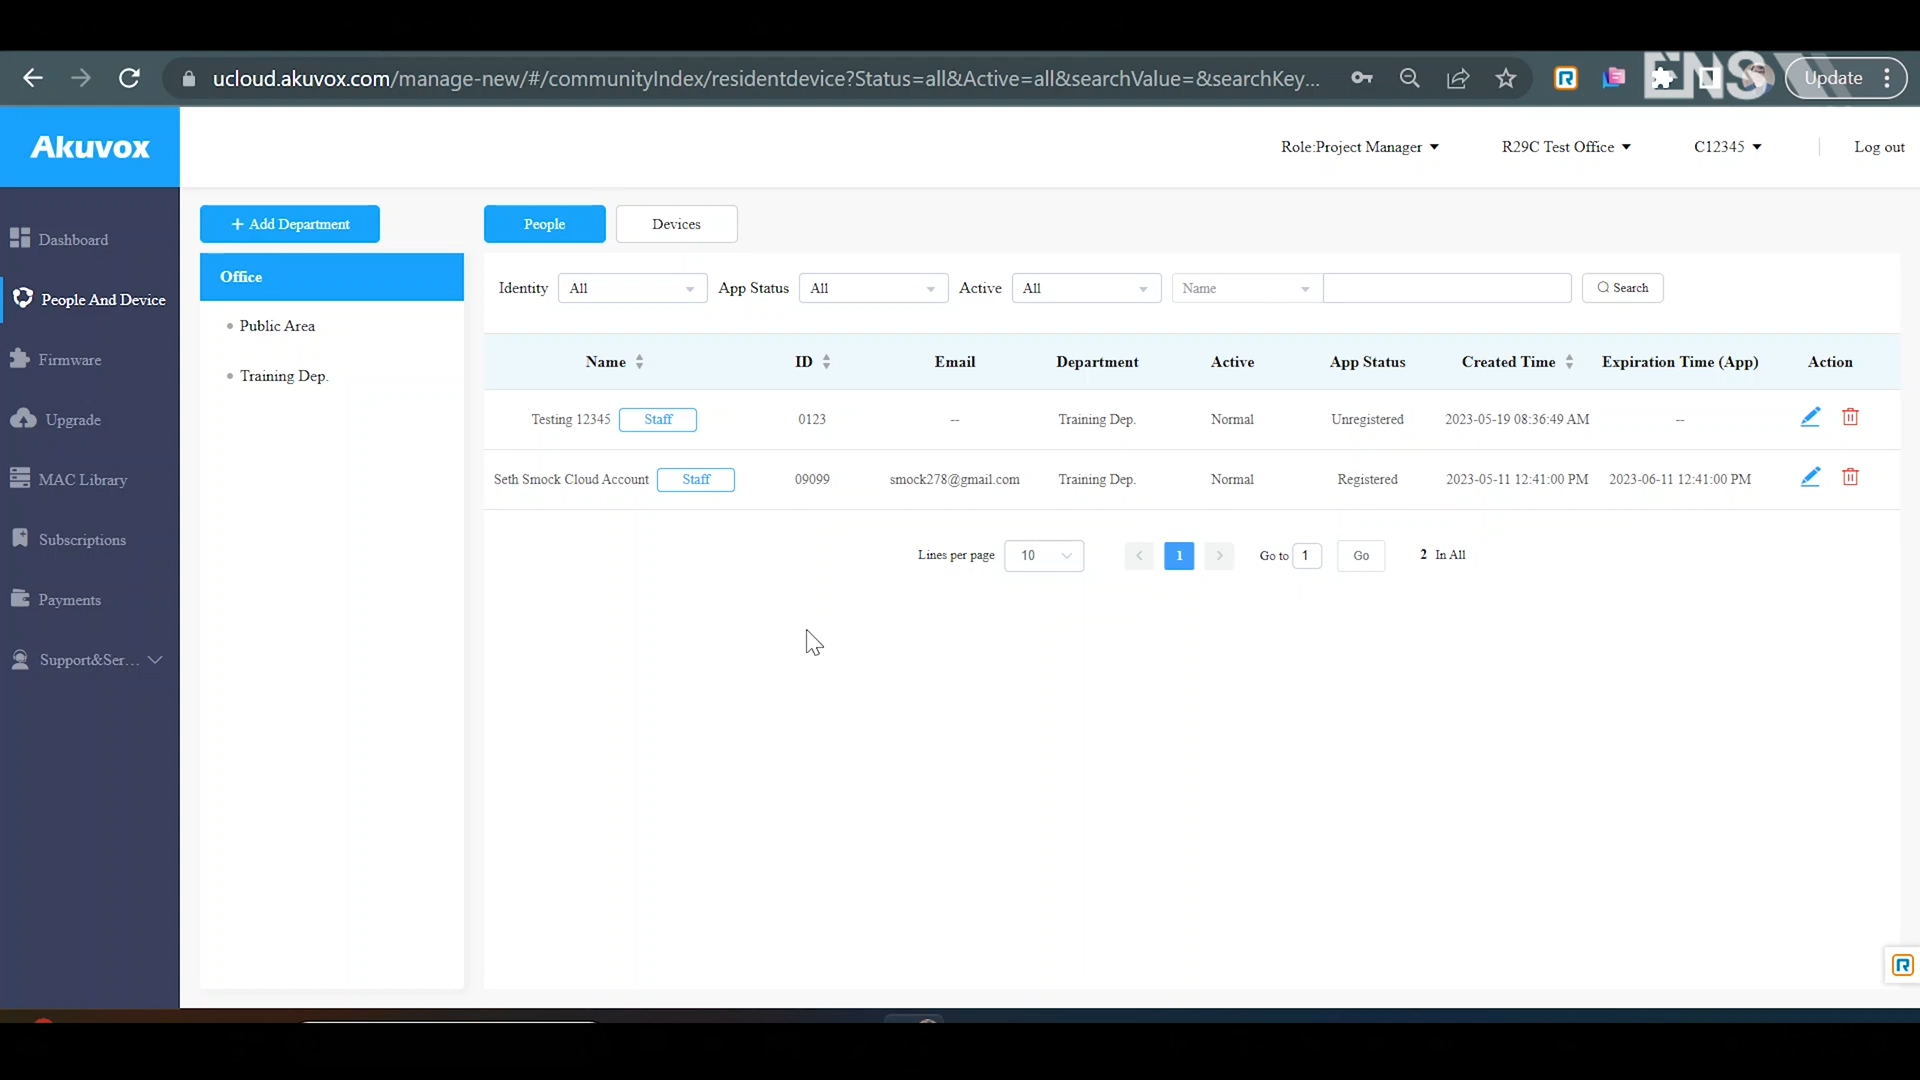 ucloud.akuvox.com/manage-new/#/communityIndex/residentdevice?Status=all&Active=all&searchValue=&searchKey...
ENS
Update
Akuvox
Role:Project Manager
R29C Test Office
C12345
Log out
Dashboard
People And Device
Firmware
Upgrade
MAC Library
Subscriptions
Payments
Support&Ser...
+ Add Department
Office
Public Area
Training Dep.
People
Devices
Identity All App Status All Active All Name Search
Name ID Email Department Active App Status Created Time Expiration Time (App) Action
Testing 12345 Staff 0123 -- Training Dep. Normal Unregistered 2023-05-19 08:36:49 AM --
Seth Smock Cloud Account Staff 09099 smock278@gmail.com Training Dep. Normal Registered 2023-05-11 12:41:00 PM 2023-06-11 12:41:00 PM
Lines per page 10 < 1 > Go to 1 Go 2 In All